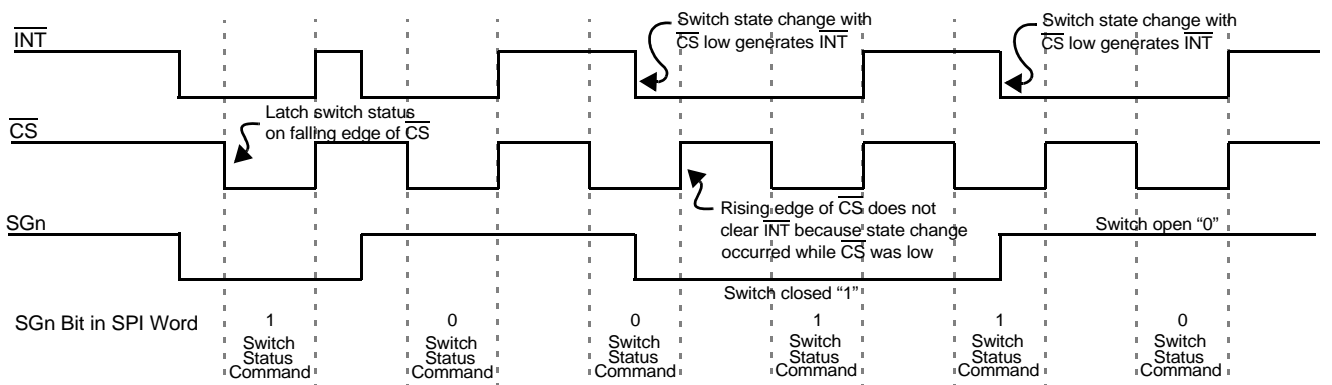 Switch state change with
CS low generates INT
Switch state change with
CS low generates INT
INT
Latch switch status
on falling edge of CS
CS
Rising edge of CS does not
clear INT because state change
occurred while CS was low
SGn
Switch open “0”
Switch closed “1”
SGn Bit in SPI Word
1
Switch
Status
Command
0
Switch
Status
Command
0
Switch
Status
Command
1
Switch
Status
Command
1
Switch
Status
Command
0
Switch
Status
Command